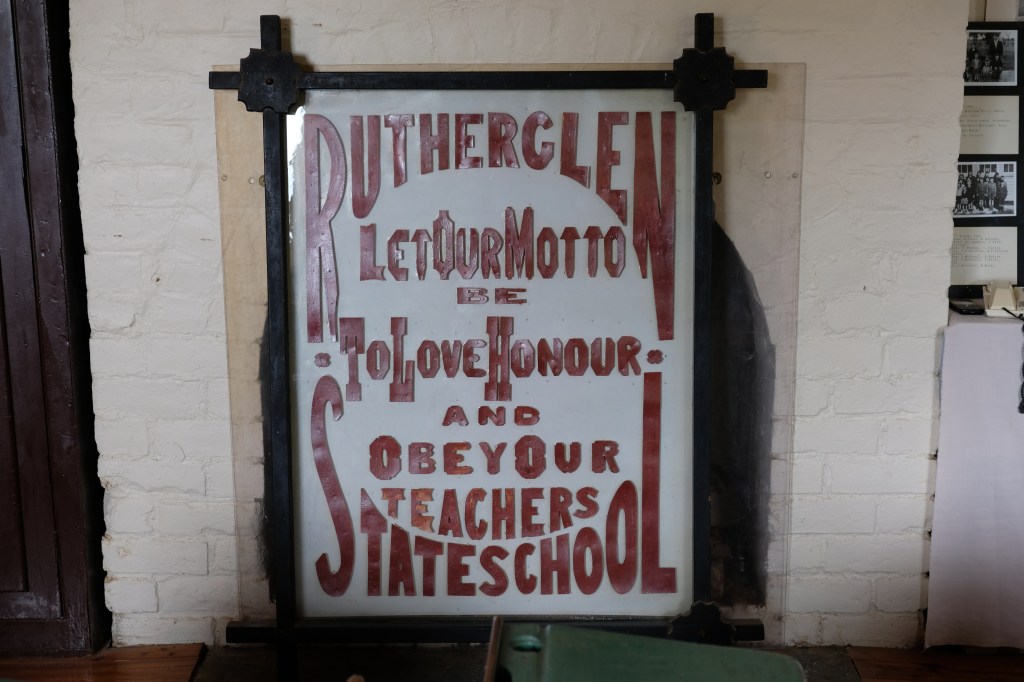 RUTHERGLEN
LET OUR MOTTO
BE
TO LOVE HONOUR
AND
OBEY OUR
TEACHERS
STATE SCHOOL